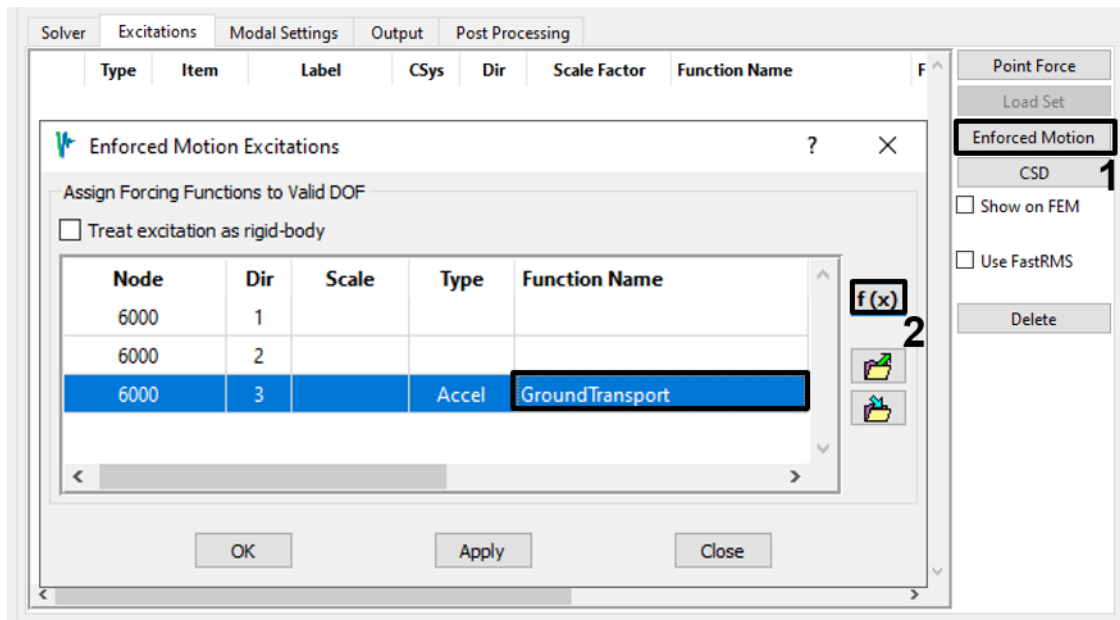 Solver Excitations Modal Settings Output Post Processing
Type Item Label CSys Dir Scale Factor Function Name F
Point Force
Load Set
Enforced Motion
1
CSD
Show on FEM
Use FastRMS
Delete
Enforced Motion Excitations ?
Assign Forcing Functions to Valid DOF
Treat excitation as rigid-body
Node Dir Scale Type Function Name
6000 1
6000 2
6000 3 Accel GroundTransport
f(x)
2
OK Apply Close